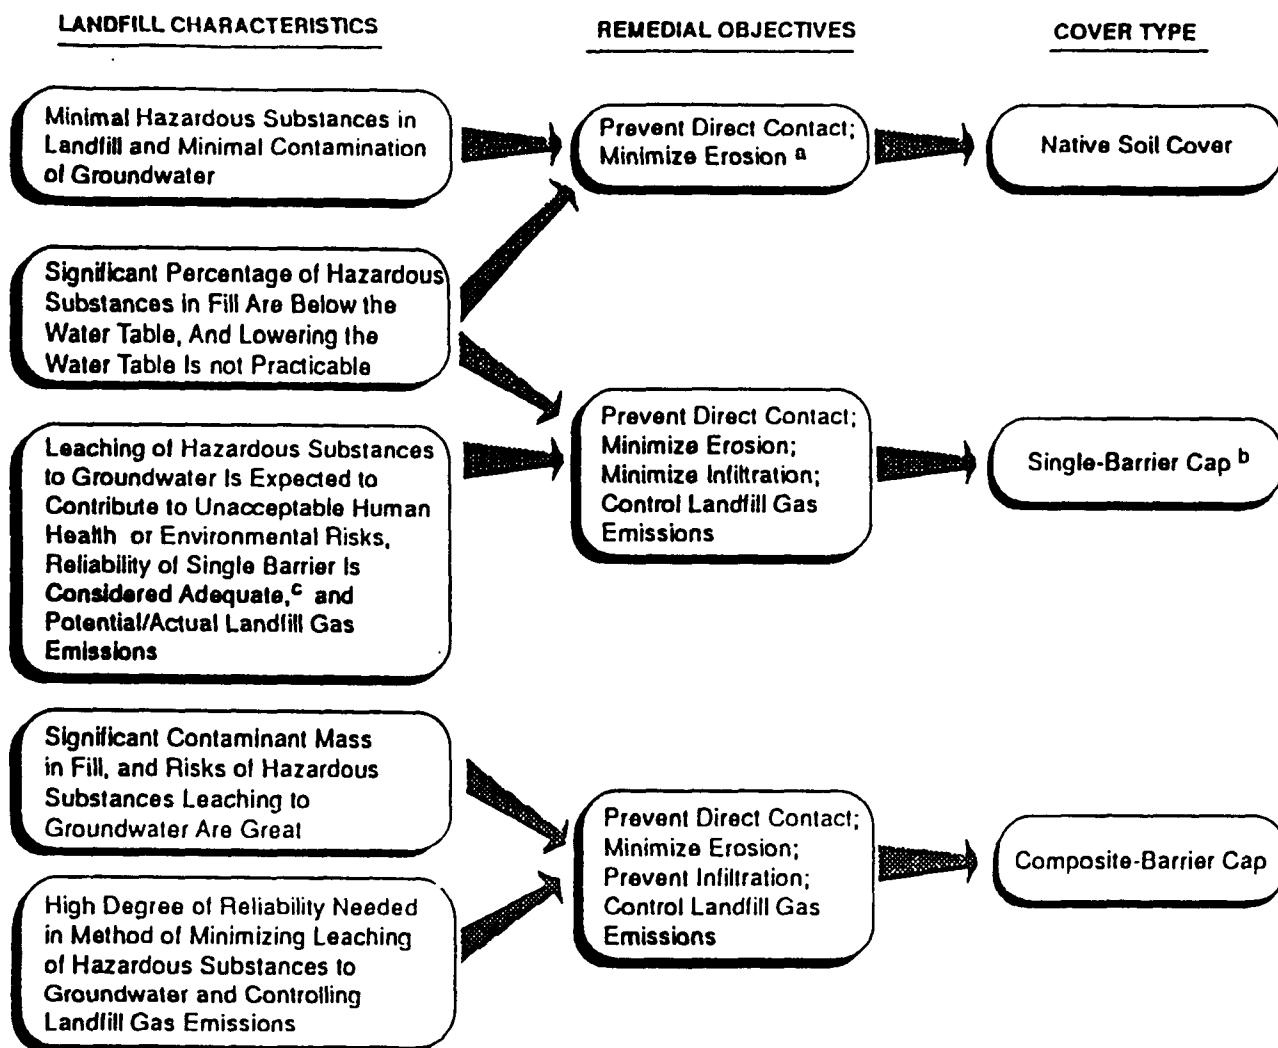 LANDFILL CHARACTERISTICS
REMEDIAL OBJECTIVES
COVER TYPE
Minimal Hazardous Substances in
Landfill and Minimal Contamination
of Groundwater
Prevent Direct Contact;
Minimize Erosion a
Native Soil Cover
Significant Percentage of Hazardous
Substances in Fill Are Below the
Water Table, And Lowering the
Water Table Is not Practicable
Prevent Direct Contact;
Minimize Erosion;
Minimize Infiltration;
Control Landfill Gas
Emissions
Single-Barrier Cap b
Leaching of Hazardous Substances
to Groundwater Is Expected to
Contribute to Unacceptable Human
Health or Environmental Risks,
Reliability of Single Barrier Is
Considered Adequate,c and
Potential/Actual Landfill Gas
Emissions
Significant Contaminant Mass
in Fill, and Risks of Hazardous
Substances Leaching to
Groundwater Are Great
Prevent Direct Contact;
Minimize Erosion;
Prevent Infiltration;
Control Landfill Gas
Emissions
Composite-Barrier Cap
High Degree of Reliability Needed
in Method of Minimizing Leaching
of Hazardous Substances to
Groundwater and Controlling
Landfill Gas Emissions